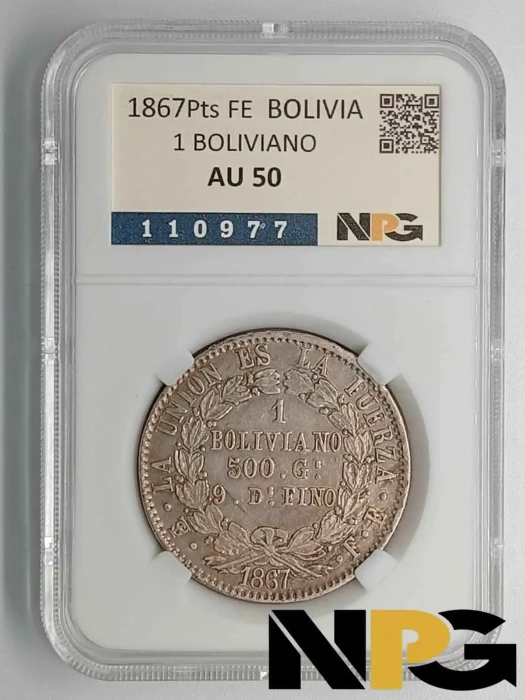 1867Pts FE BOLIVIA
1 BOLIVIANO
AU 50
110977
NPG
LA UNION ES LA FUERZA
1
BOLIVIANO
500.Gˢ
9.Dˢ FINO
F.E.
1867
NPG